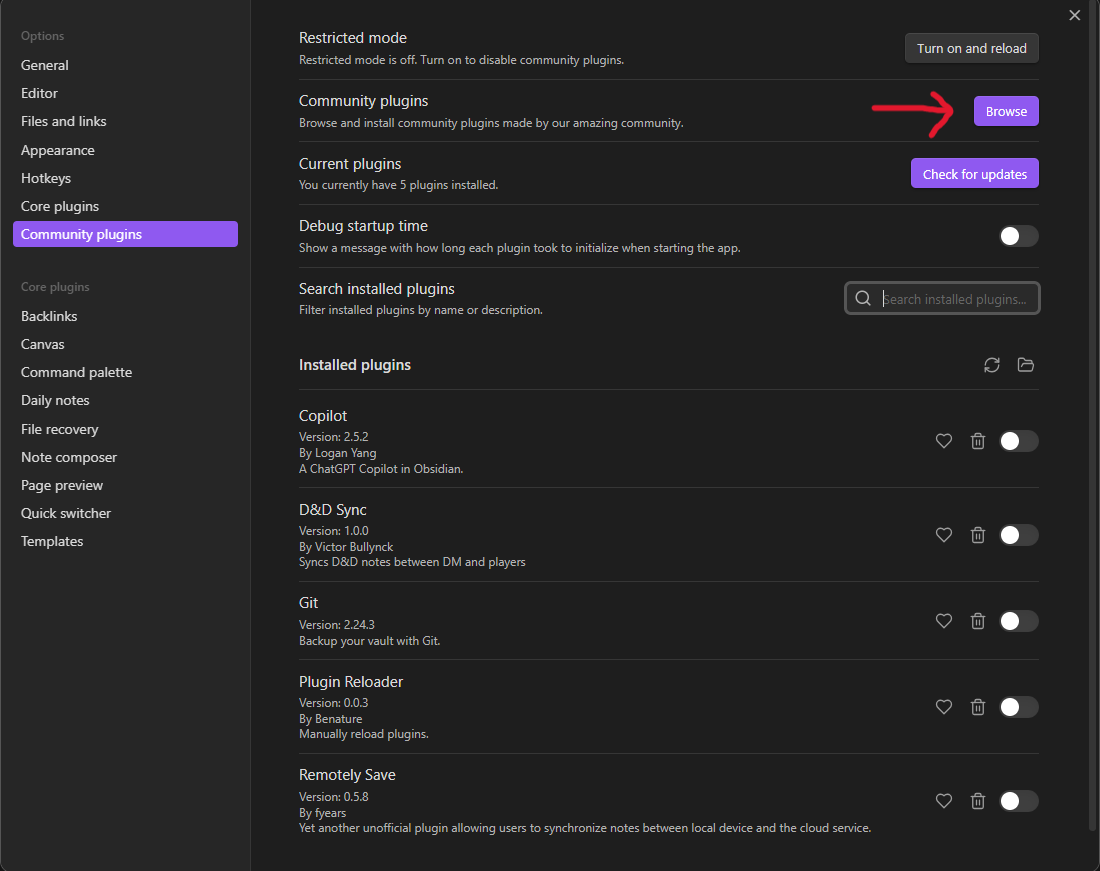 Options
General
Editor
Files and links
Appearance
Hotkeys
Core plugins
Community plugins
Core plugins
Backlinks
Canvas
Command palette
Daily notes
File recovery
Note composer
Page preview
Quick switcher
Templates
Restricted mode
Restricted mode is off. Turn on to disable community plugins.
Turn on and reload
Community plugins
Browse and install community plugins made by our amazing community.
Browse
Current plugins
You currently have 5 plugins installed.
Check for updates
Debug startup time
Show a message with how long each plugin took to initialize when starting the app.
Search installed plugins
Filter installed plugins by name or description.
Search installed plugins...
Installed plugins
Copilot
Version: 2.5.2
By Logan Yang
A ChatGPT Copilot in Obsidian.
D&D Sync
Version: 1.0.0
By Victor Bullynck
Syncs D&D notes between DM and players
Git
Version: 2.24.3
Backup your vault with Git.
Plugin Reloader
Version: 0.0.3
By Benature
Manually reload plugins.
Remotely Save
Version: 0.5.8
By fyears
Yet another unofficial plugin allowing users to synchronize notes between local device and the cloud service.